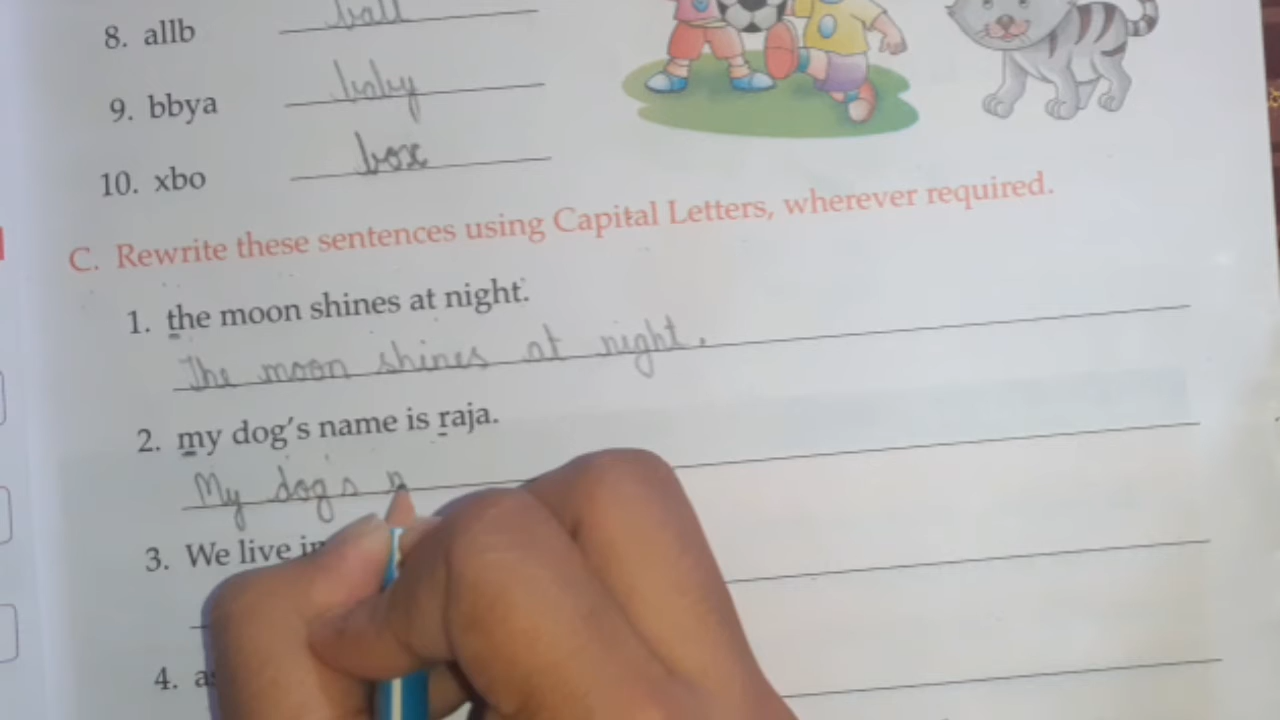 8. allb ball
9. bbya baby
10. xbo box
C. Rewrite these sentences using Capital Letters, wherever required.
1. the moon shines at night.
The moon shines at night.
2. my dog's name is raja.
My dog's n
3. We live
4.